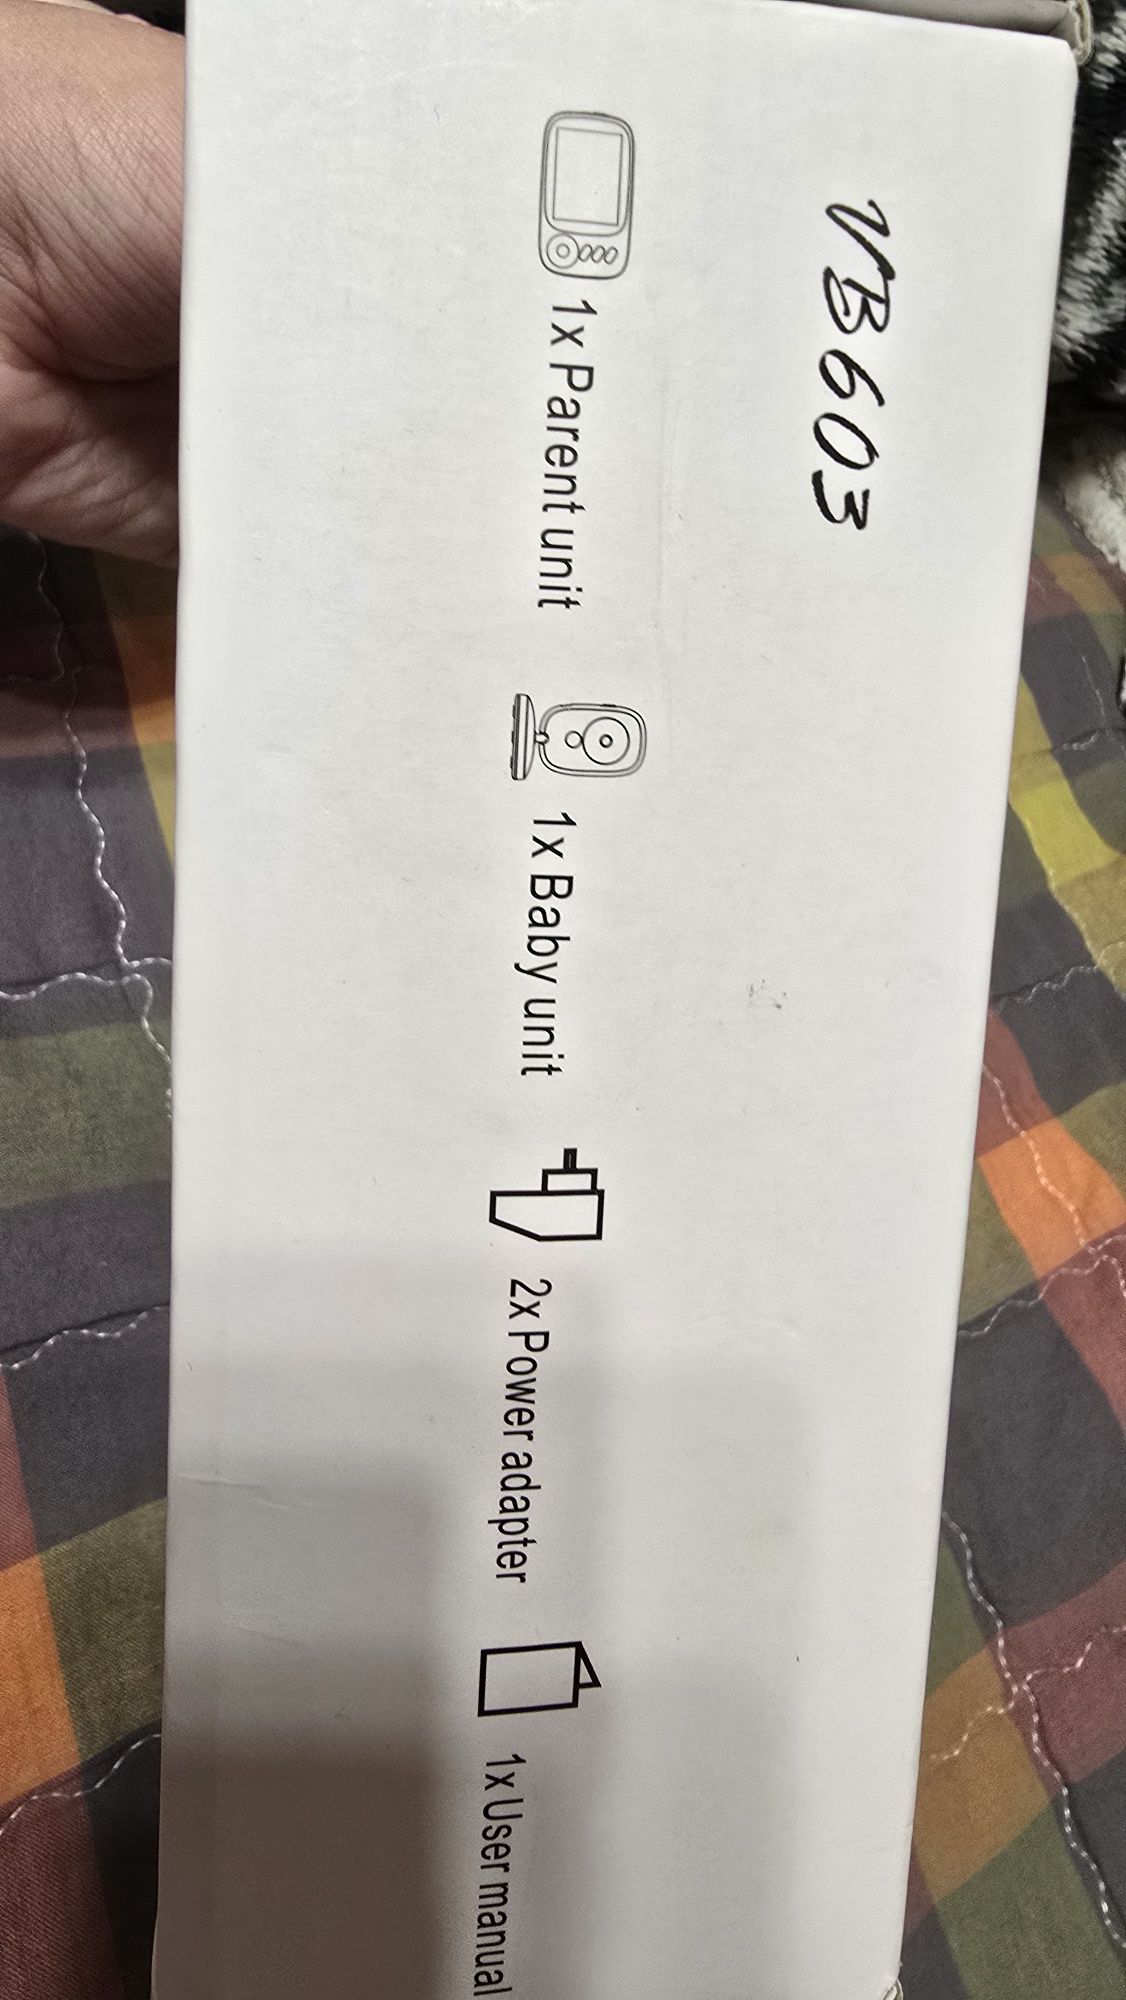 VB603
1x Parent unit
1x Baby unit
2x Power adapter
1x User manual